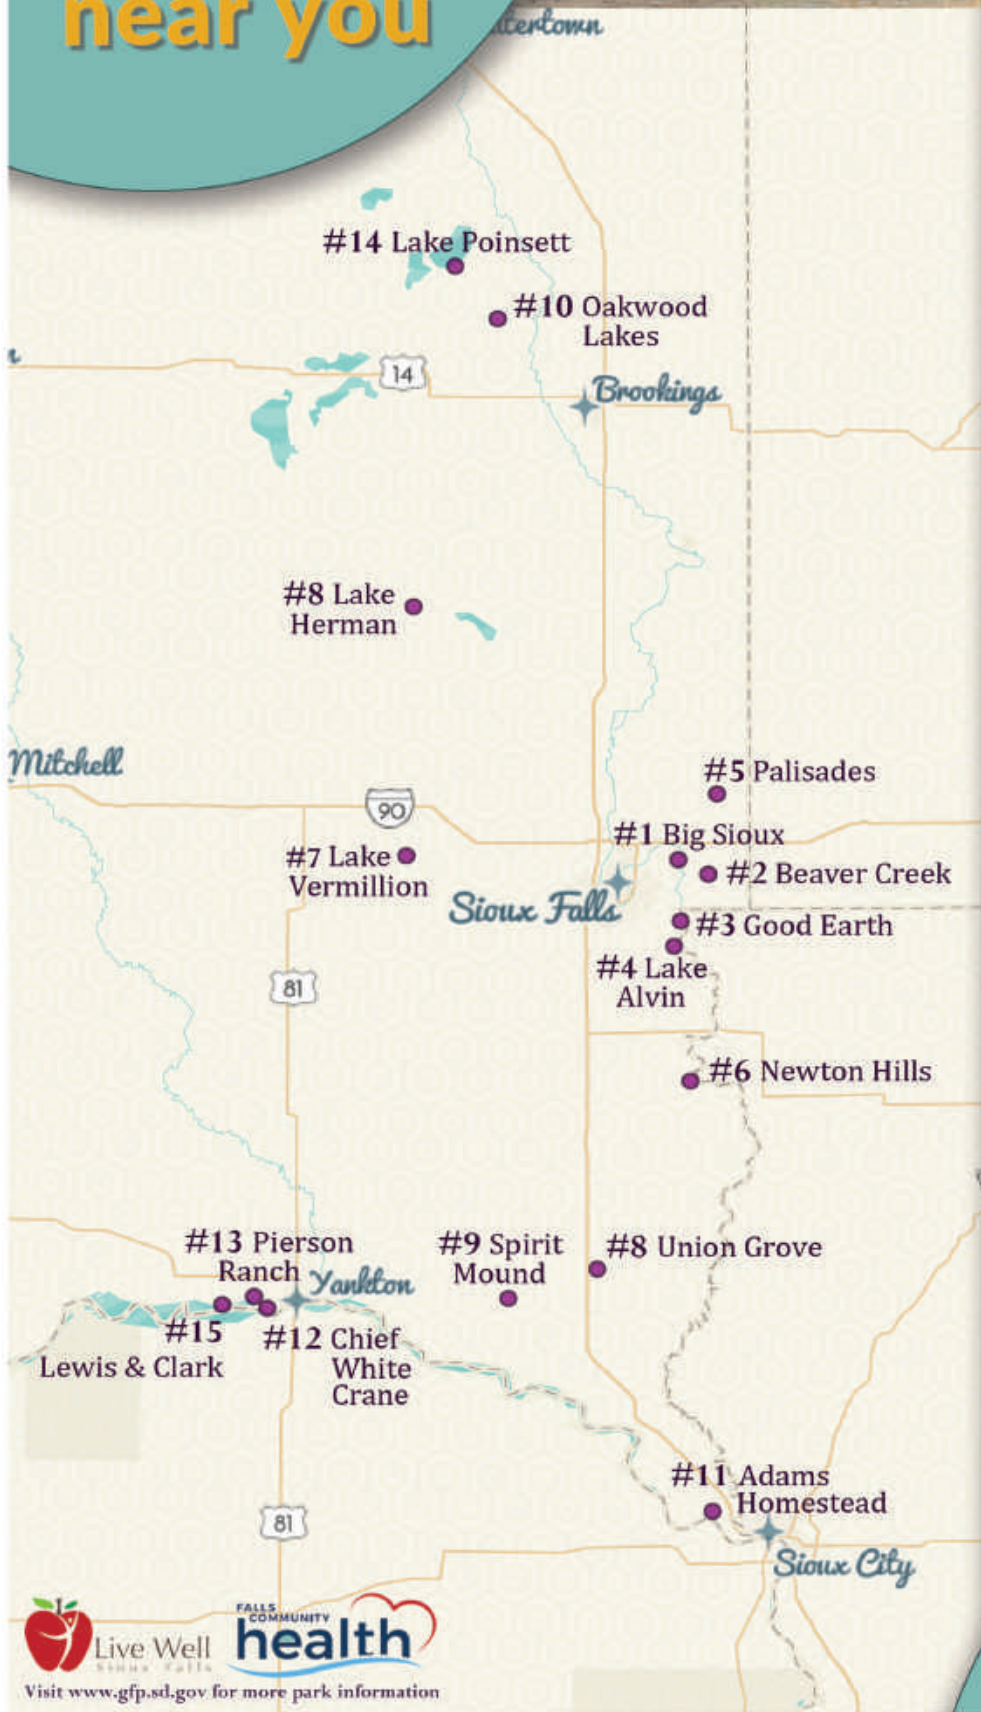 near you
#14 Lake Poinsett
#10 Oakwood
Lakes
14
Brookings
#8 Lake
Herman
Mitchell
#5 Palisades
90
#1 Big Sioux
#7 Lake
Vermillion
#2 Beaver Creek
Sioux Falls
#3 Good Earth
#4 Lake
Alvin
81
#6 Newton Hills
#13 Pierson
Ranch
#9 Spirit
Mound
#8 Union Grove
Yankton
#15
Lewis & Clark
#12 Chief
White
Crane
#11 Adams
Homestead
81
Sioux City
Live Well
Sioux Falls
FALLS
COMMUNITY
health
Visit www.gfp.sd.gov for more park information